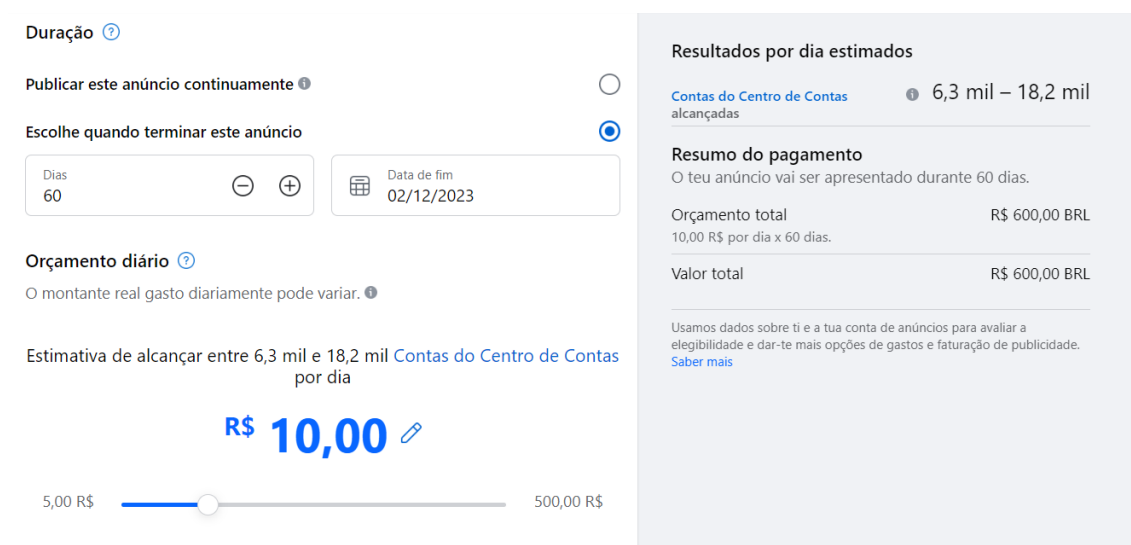 Duração
Publicar este anúncio continuamente
Escolhe quando terminar este anúncio
Dias
60
Data de fim
02/12/2023
Orçamento diário
O montante real gasto diariamente pode variar.
Estimativa de alcançar entre 6,3 mil e 18,2 mil Contas do Centro de Contas
por dia
R$ 10,00
5,00 R$
500,00 R$
Resultados por dia estimados
Contas do Centro de Contas 6,3 mil – 18,2 mil
alcançadas
Resumo do pagamento
O teu anúncio vai ser apresentado durante 60 dias.
Orçamento total R$ 600,00 BRL
10,00 R$ por dia x 60 dias.
Valor total R$ 600,00 BRL
Usamos dados sobre ti e a tua conta de anúncios para avaliar a
elegibilidade e dar-te mais opções de gastos e faturação de publicidade.
Saber mais